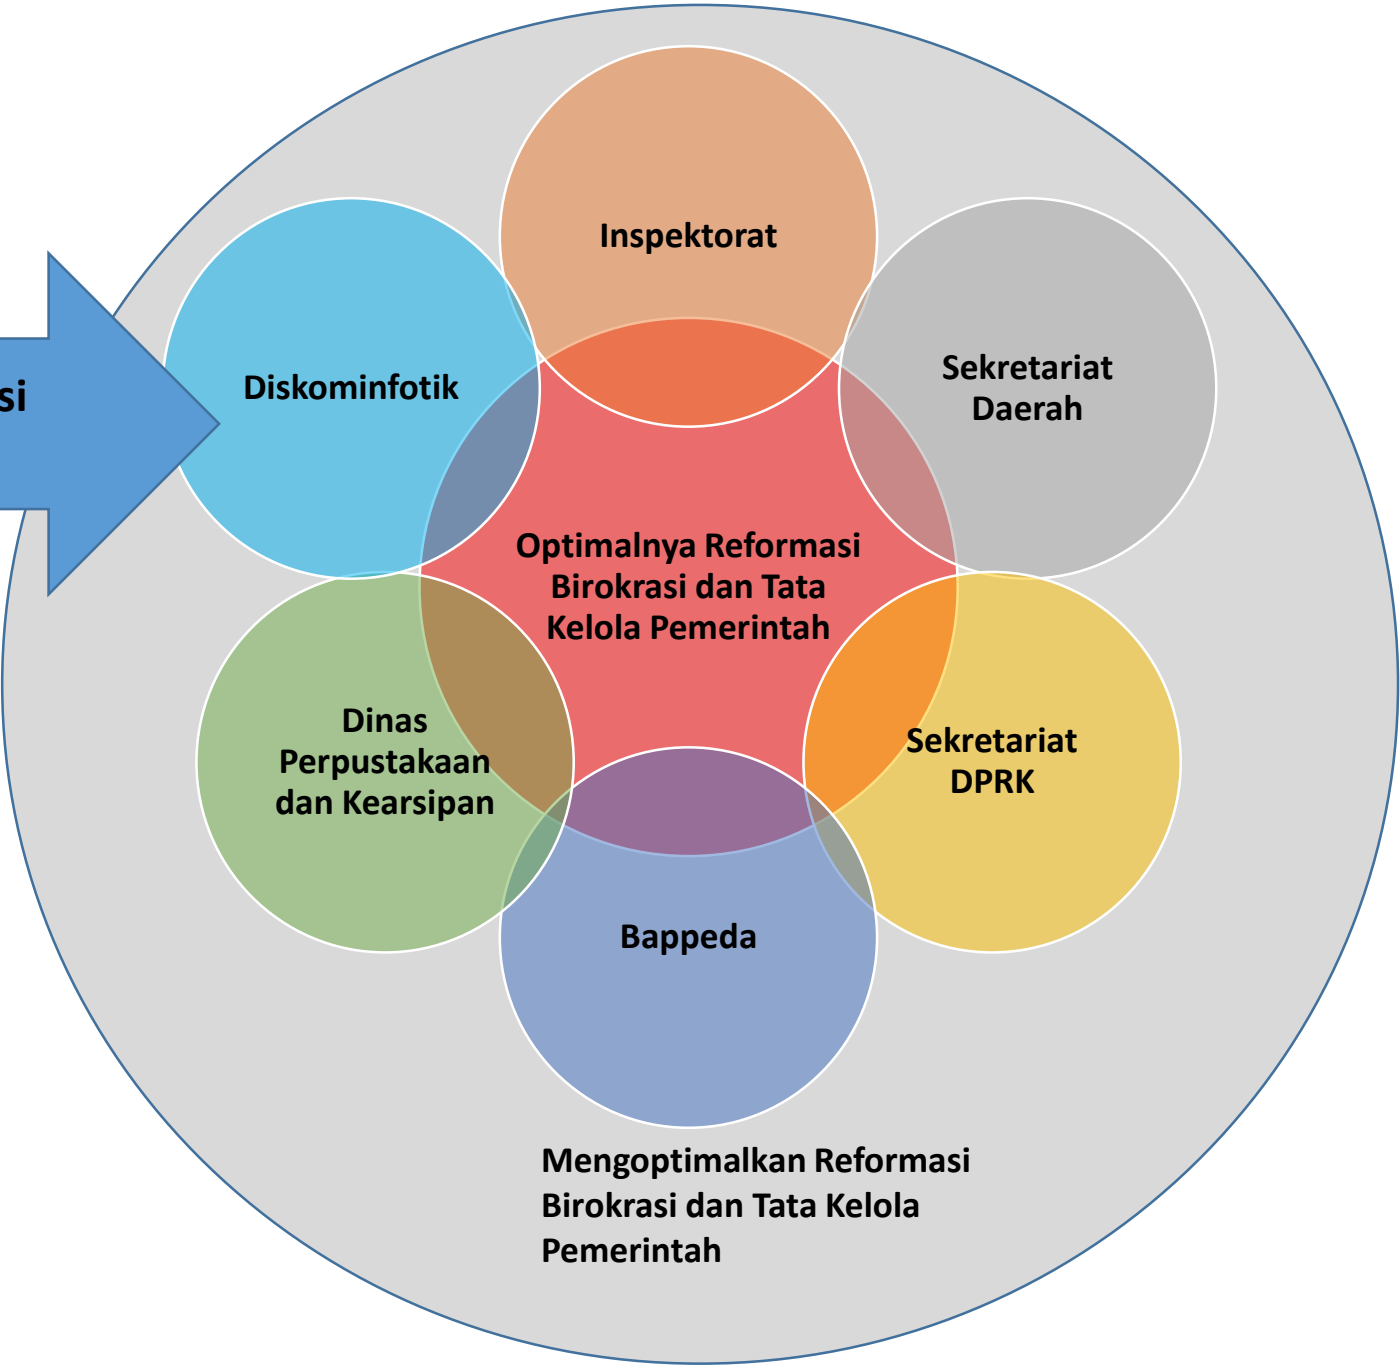 Inspektorat
Diskominfotik
Sekretariat
Daerah
si
Optimalnya Reformasi
Birokrasi dan Tata
Kelola Pemerintah
Dinas
Perpustakaan
dan Kearsipan
Sekretariat
DPRK
Bappeda
Mengoptimalkan Reformasi
Birokrasi dan Tata Kelola
Pemerintah